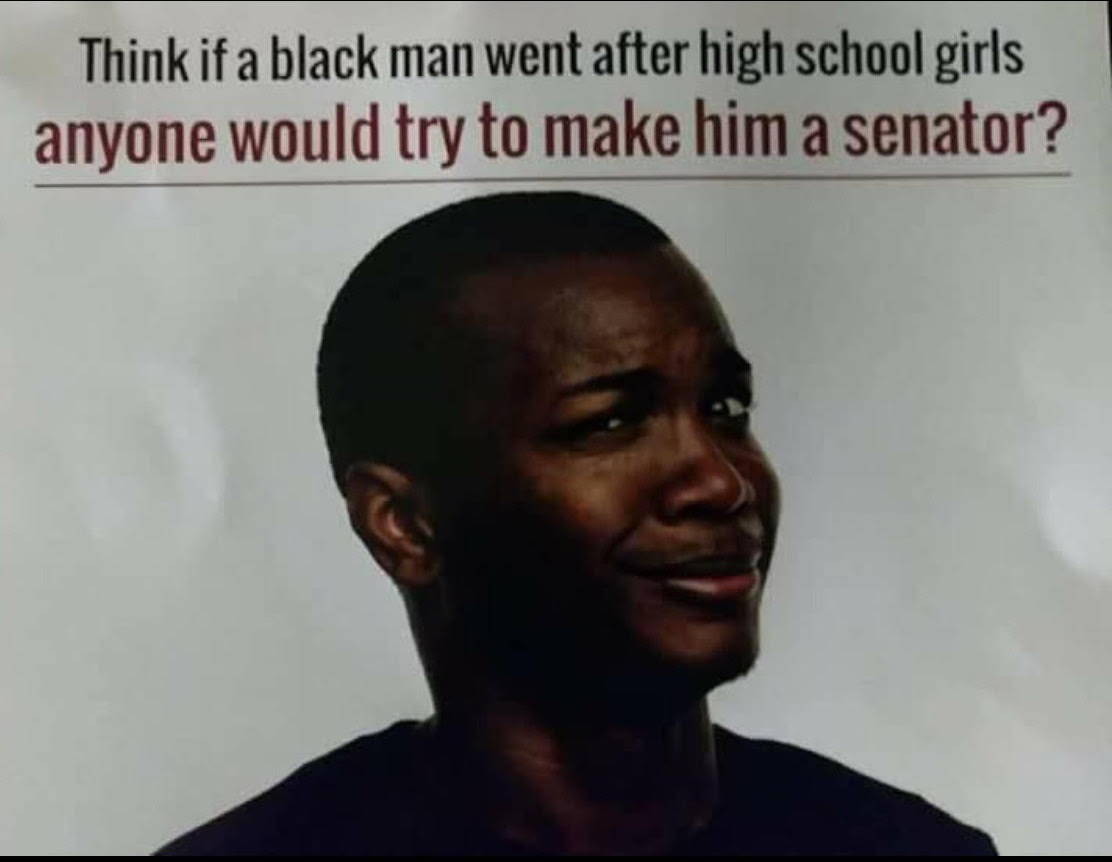 Think if a black man went after high school girls
anyone would try to make him a senator?